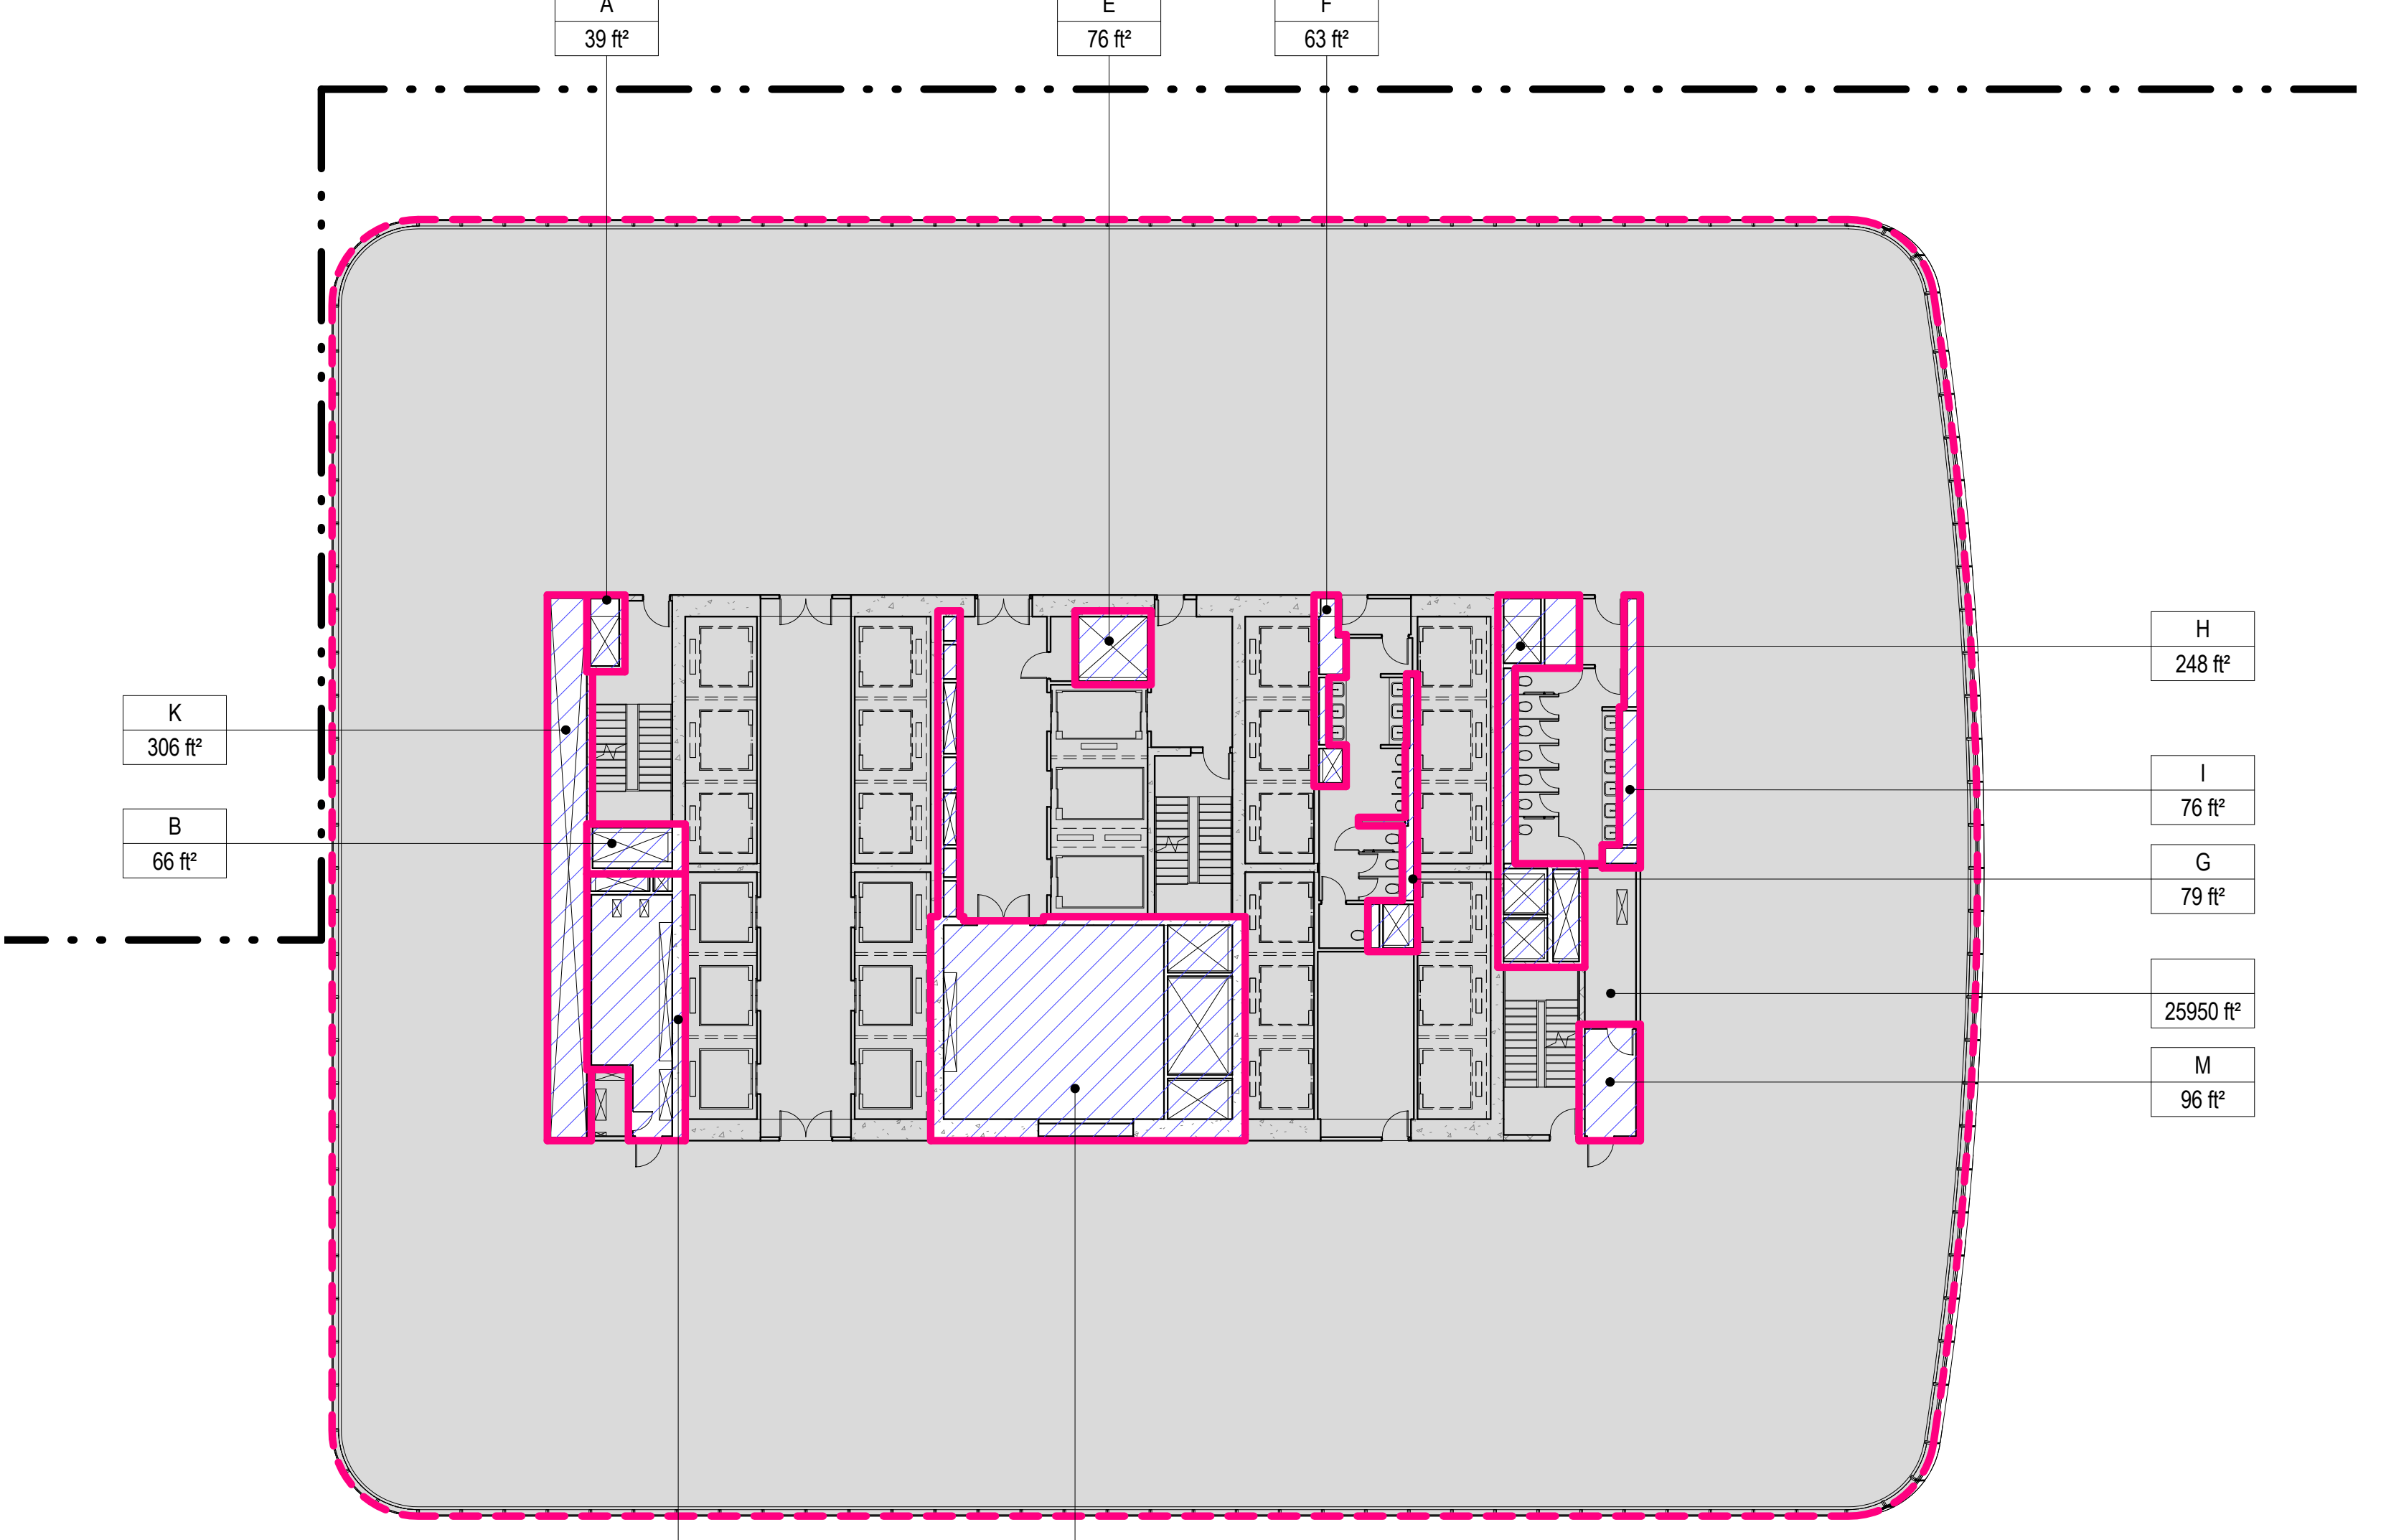 A
39 ft²
E
76 ft²
F
63 ft²
H
248 ft²
K
306 ft²
I
76 ft²
B
66 ft²
G
79 ft²
25950 ft²
M
96 ft²